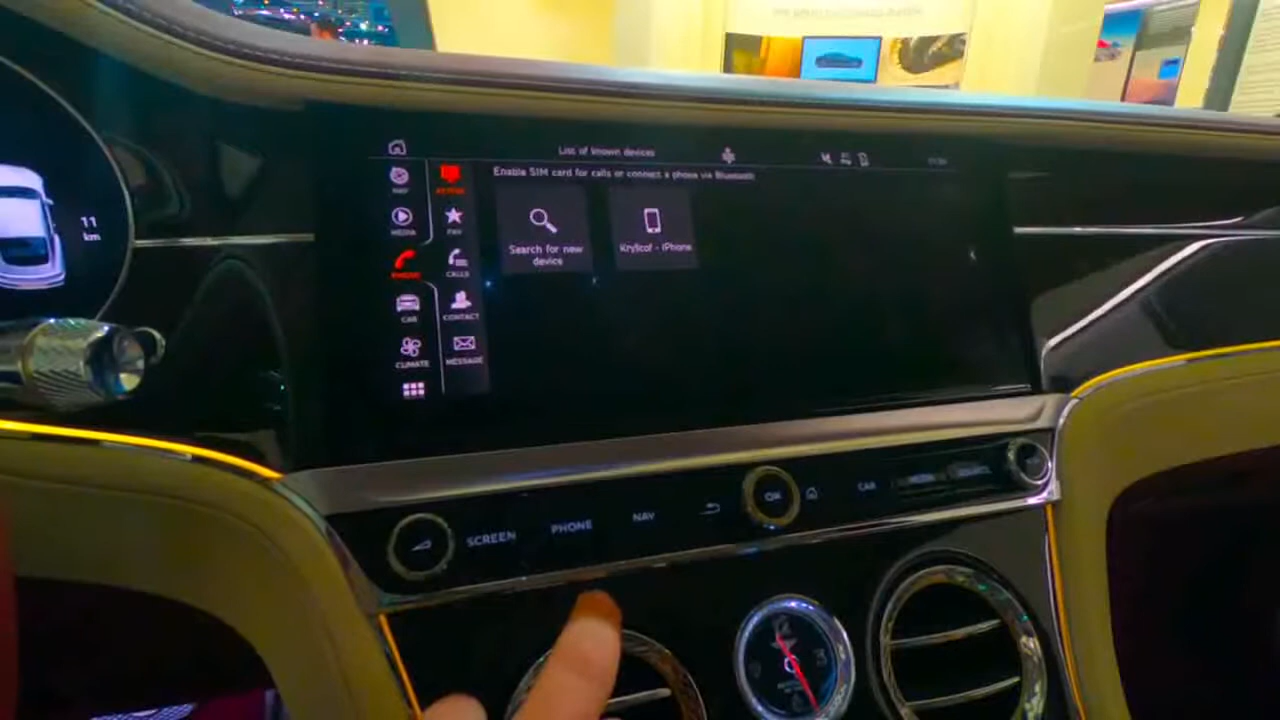 List of known devices
Enable SIM card for calls or connect a phone via Bluetooth
NAV
MEDIA
FAV
PHONE
CALLS
CAR
CONTACT
CLIMATE
MESSAGE
Search for new
device
Krylicof - iPhone
11
km
SCREEN
PHONE
NAV
OK
CAR